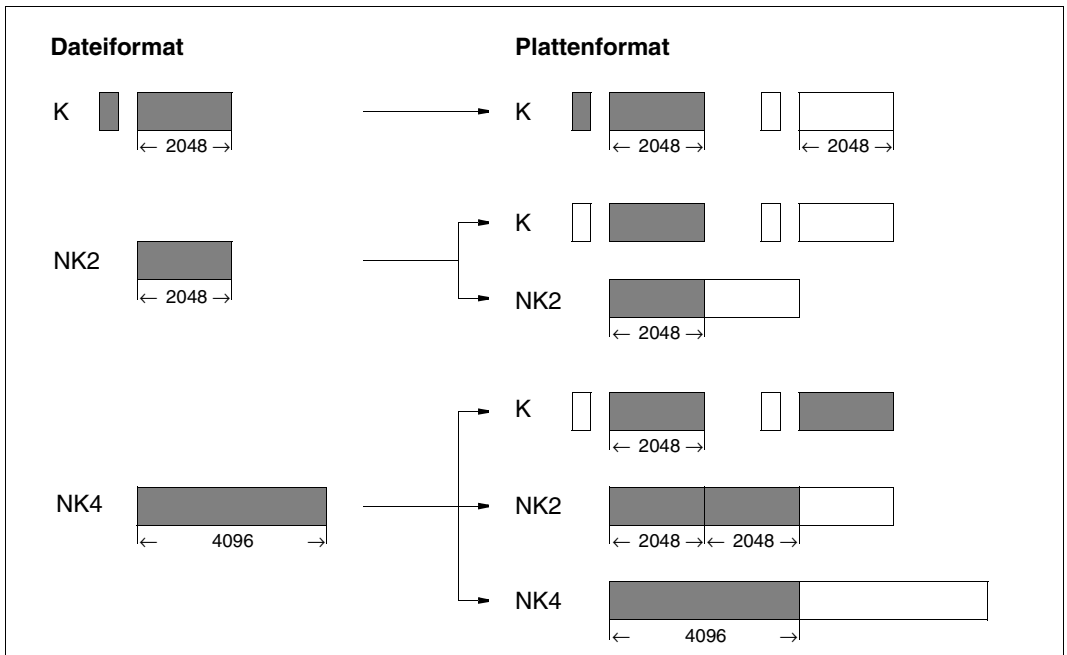 Dateiformat Plattenformat
K K
← 2048 → ← 2048 → ← 2048 →
K
NK2
← 2048 →
NK2
← 2048 →
K
← 2048 →
NK4 NK2
← 4096 → ← 2048 → ← 2048 →
NK4
← 4096 →